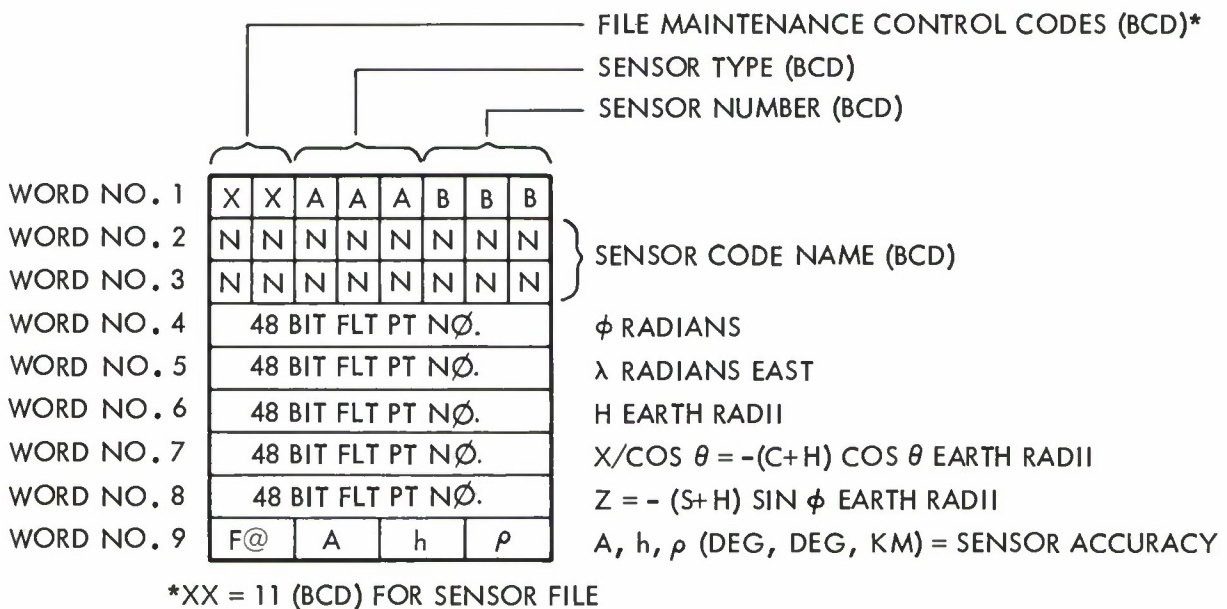 FILE MAINTENANCE CONTROL CODES (BCD)*
SENSOR TYPE (BCD)
SENSOR NUMBER (BCD)
WORD NO. 1 X X A A A B B B
WORD NO. 2 N N N N N N N N
SENSOR CODE NAME (BCD)
WORD NO. 3 N N N N N N N N
WORD NO. 4 48 BIT FLT PT NØ. ϕ RADIANS
WORD NO. 5 48 BIT FLT PT NØ. λ RADIANS EAST
WORD NO. 6 48 BIT FLT PT NØ. H EARTH RADII
WORD NO. 7 48 BIT FLT PT NØ. X/COS θ = -(C+H) COS θ EARTH RADII
WORD NO. 8 48 BIT FLT PT NØ. Z = - (S+H) SIN ϕ EARTH RADII
WORD NO. 9 F@ A h ρ A, h, ρ (DEG, DEG, KM) = SENSOR ACCURACY
*XX = 11 (BCD) FOR SENSOR FILE